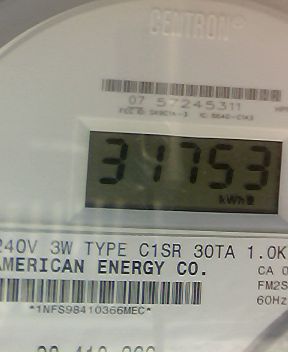 CENTRON®
07 57245311
31753
kWh
240V 3W TYPE C1SR 30TA 1.0K
AMERICAN ENERGY CO.
CA 0
FM2S
*1NFS98410366MEC*
60Hz